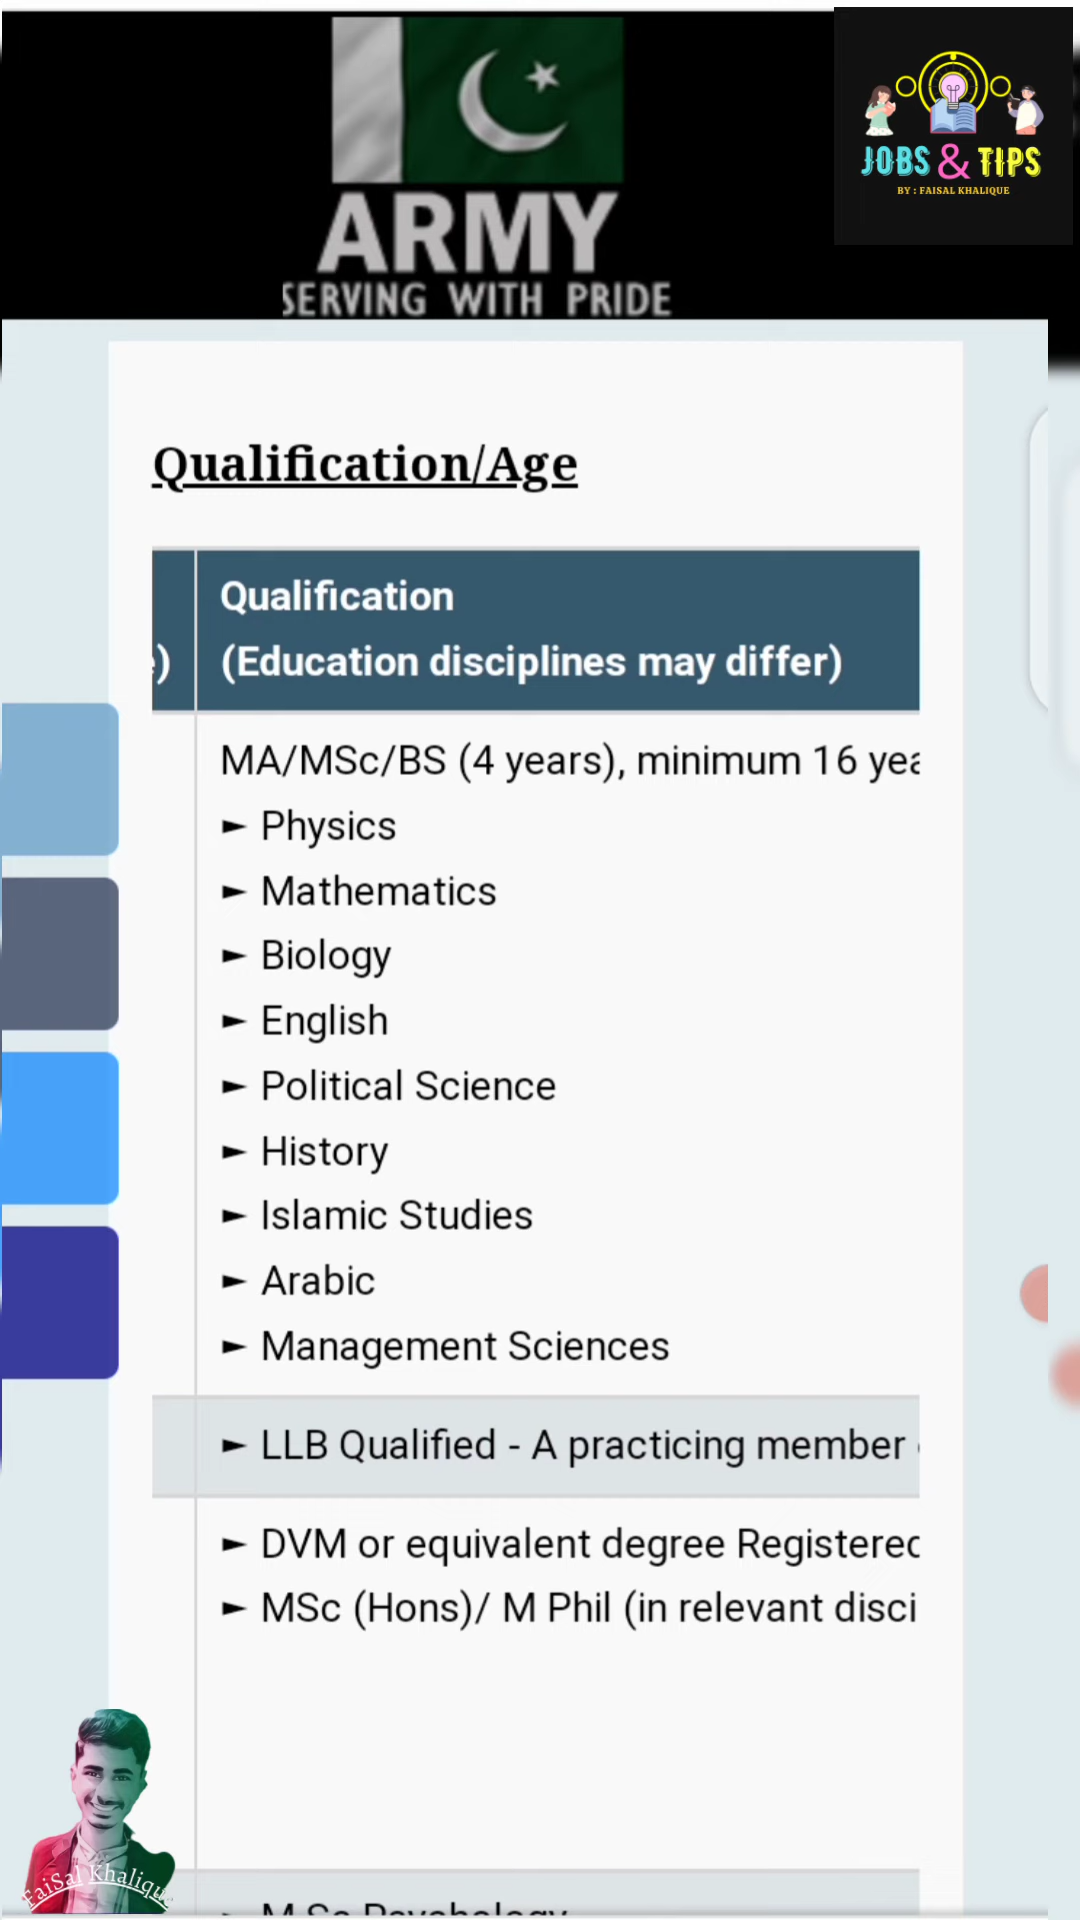 JOBS & TIPS
BY : FAISAL KHALIQUE
ARMY
SERVING WITH PRIDE
Qualification/Age
Qualification
(Education disciplines may differ)
MA/MSc/BS (4 years), minimum 16
► Physics
► Mathematics
► Biology
► English
► Political Science
► History
► Islamic Studies
► Arabic
► Management Sciences
► LLB Qualified - A practicing member
► DVM or equivalent degree Registered
► MSc (Hons)/ M Phil (in relevant
► M.Sc Psychology
FaiSal Khalique